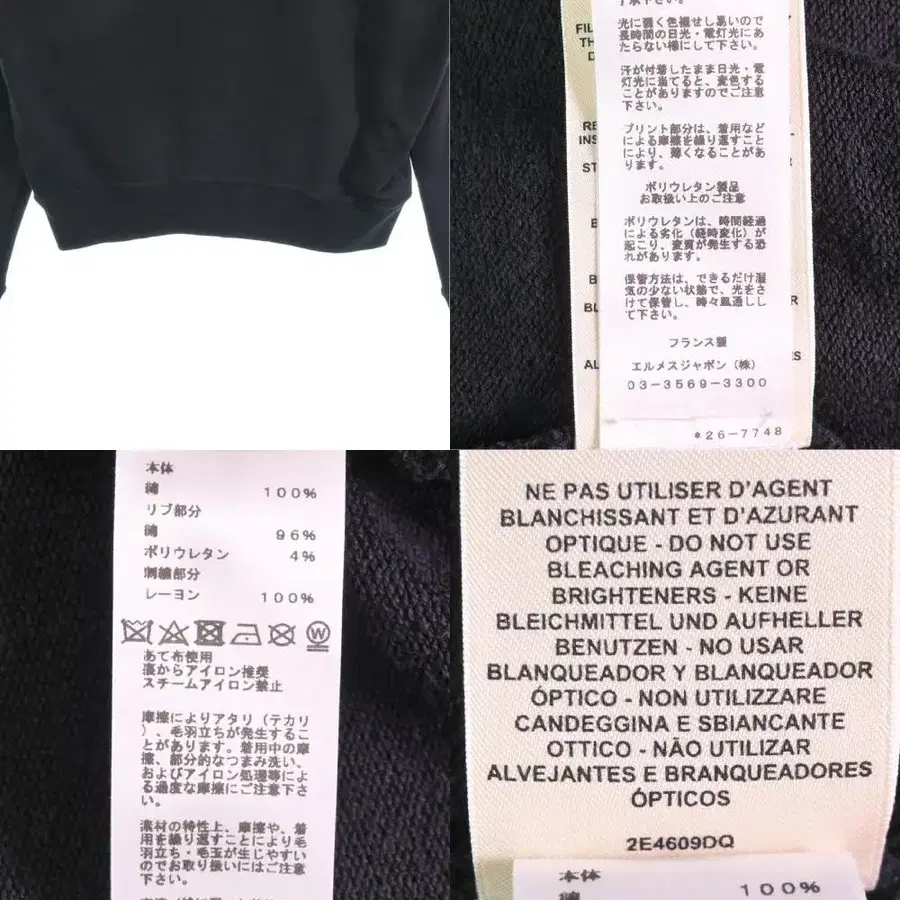 了承下さい。
光に弱く色褪せし易いので
長時間の日光・電灯光にあ
たらない様にして下さい。
汗が付着したまま日光・電
灯光に当てると、変色する
ことがありますのでご注意
下さい。
プリント部分は、着用など
による摩擦を繰り返すこと
により、薄くなることがあ
ります。
ポリウレタン製品
お取扱い上のご注意
ポリウレタンは、時間経過
による劣化（経時変化）が
起こり、変質が発生する恐
れがあります。
保管方法は、できるだけ湿
気の少ない状態で、光をさ
けて保管し、時々風通しし
て下さい。
フランス製
エルメスジャポン（株）
03-3569-3300
*26-7748
FIL
TH
D
RE
INS
ST
E
B
BL
R
AL
ES
本体
綿 100%
リブ部分
綿 96%
ポリウレタン 4%
刺繍部分
レーヨン 100%
W
あて布使用
裏からアイロン推奨
スチームアイロン禁止
摩擦によりアタリ（テカリ
）、毛羽立ちが発生するこ
とがあります。着用中の摩
擦、部分的なつまみ洗い、
およびアイロン処理等によ
る過度な摩擦にご注意下さ
い。
素材の特性上、摩擦や、着
用を繰り返すことにより毛
羽立ち・毛玉が生じやすい
のでお取り扱いにはご注意
下さい。
NE PAS UTILISER D'AGENT
BLANCHISSANT ET D'AZURANT
OPTIQUE - DO NOT USE
BLEACHING AGENT OR
BRIGHTENERS - KEINE
BLEICHMITTEL UND AUFHELLER
BENUTZEN - NO USAR
BLANQUEADOR Y BLANQUEADOR
ÓPTICO - NON UTILIZZARE
CANDEGGINA E SBIANCANTE
OTTICO - NÃO UTILIZAR
ALVEJANTES E BRANQUEADORES
ÓPTICOS
2E4609DQ
本体
綿 100%